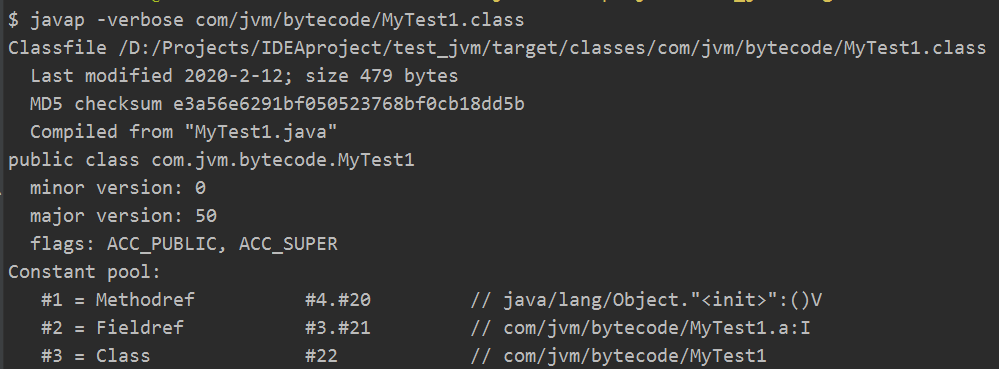 $ javap -verbose com/jvm/bytecode/MyTest1.class
Classfile /D:/Projects/IDEAproject/test_jvm/target/classes/com/jvm/bytecode/MyTest1.class
  Last modified 2020-2-12; size 479 bytes
  MD5 checksum e3a56e6291bf050523768bf0cb18dd5b
  Compiled from "MyTest1.java"
public class com.jvm.bytecode.MyTest1
  minor version: 0
  major version: 50
  flags: ACC_PUBLIC, ACC_SUPER
Constant pool:
   #1 = Methodref          #4.#20         // java/lang/Object."<init>":()V
   #2 = Fieldref           #3.#21         // com/jvm/bytecode/MyTest1.a:I
   #3 = Class              #22            // com/jvm/bytecode/MyTest1